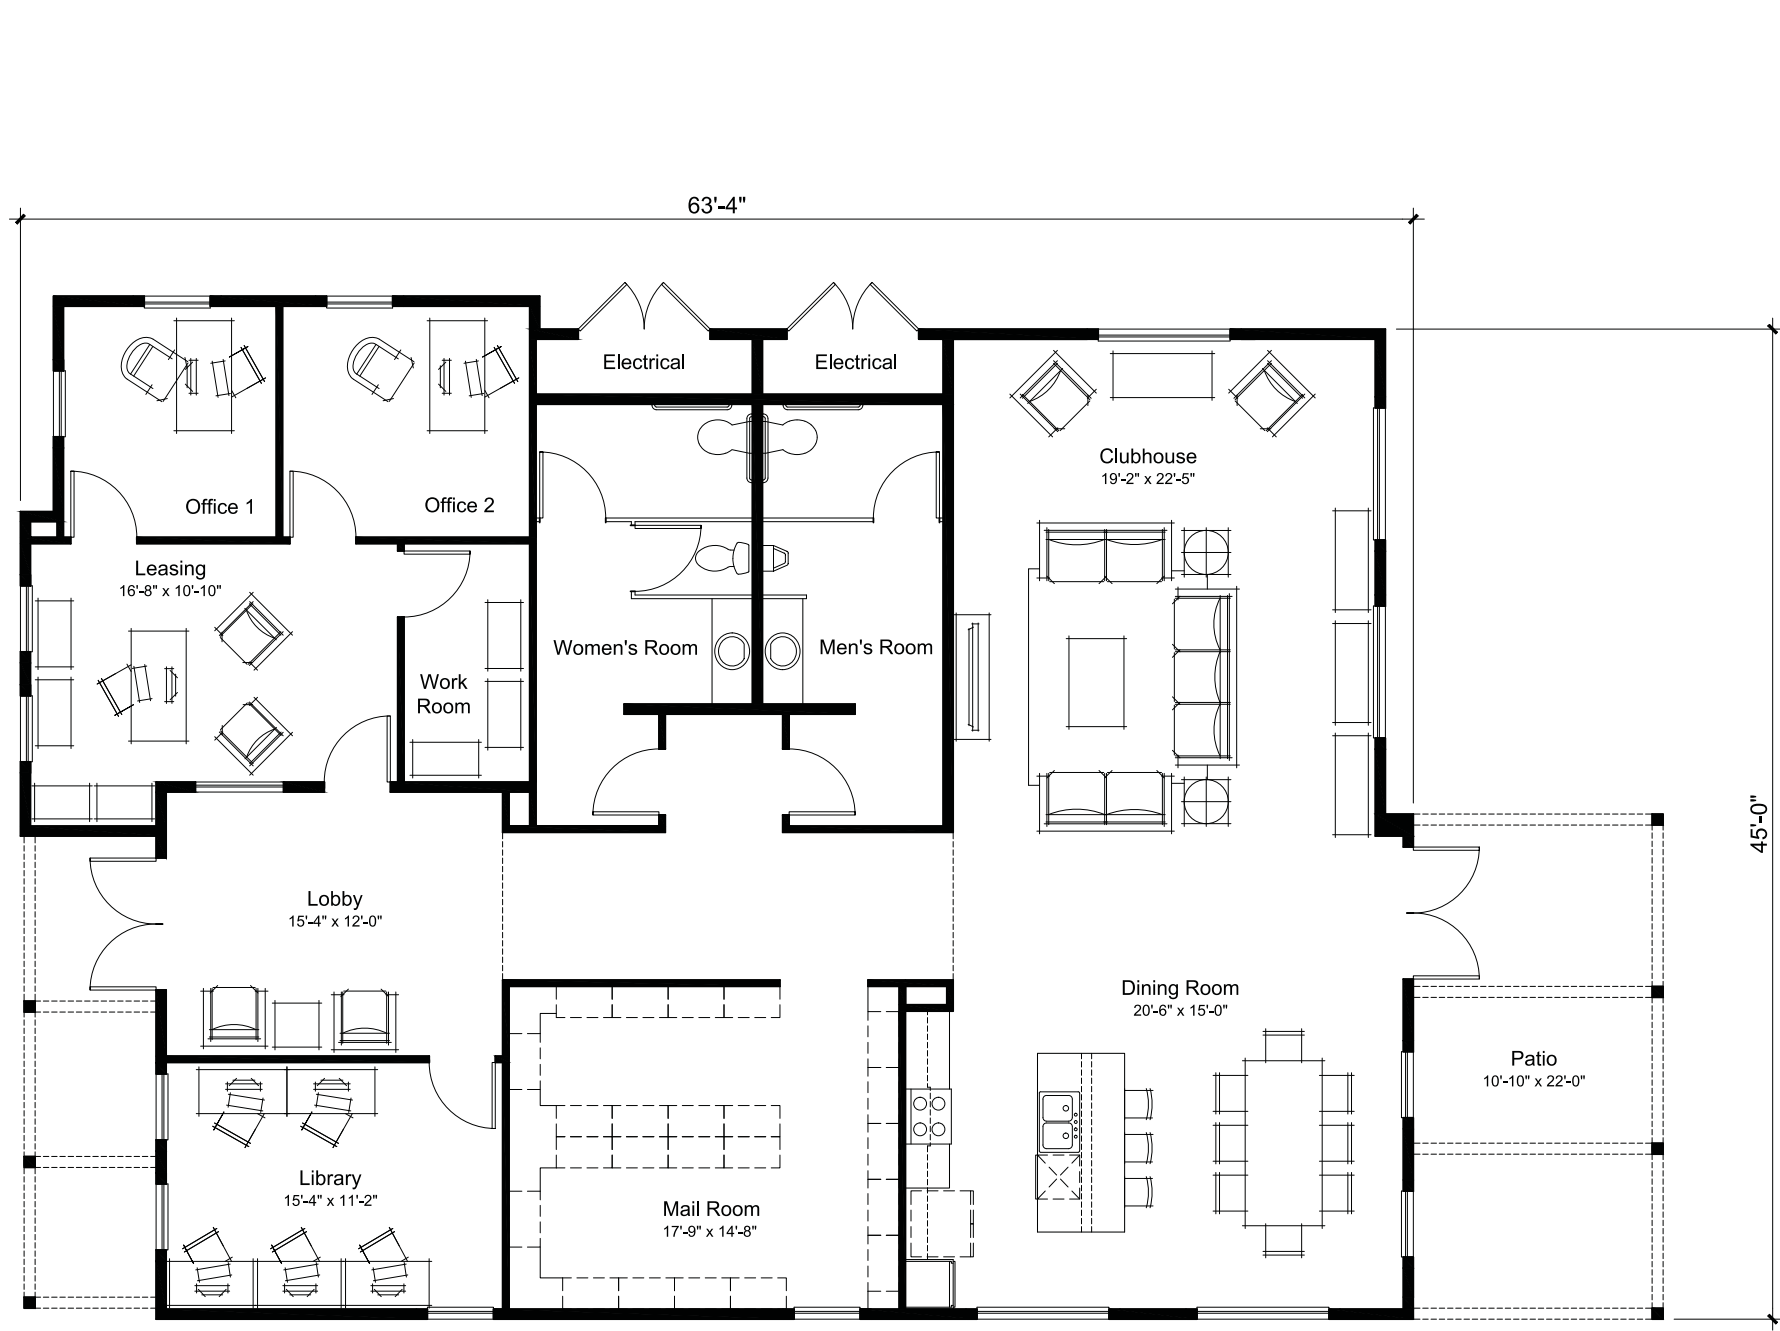 63'-4"
Electrical
Electrical
Clubhouse
19'-2" x 22'-5"
Office 1
Office 2
Leasing
16'-8" x 10'-10"
Women's Room
Men's Room
Work
Room
45'-0"
Lobby
15'-4" x 12'-0"
Dining Room
20'-6" x 15'-0"
Patio
10'-10" x 22'-0"
Library
15'-4" x 11'-2"
Mail Room
17'-9" x 14'-8"